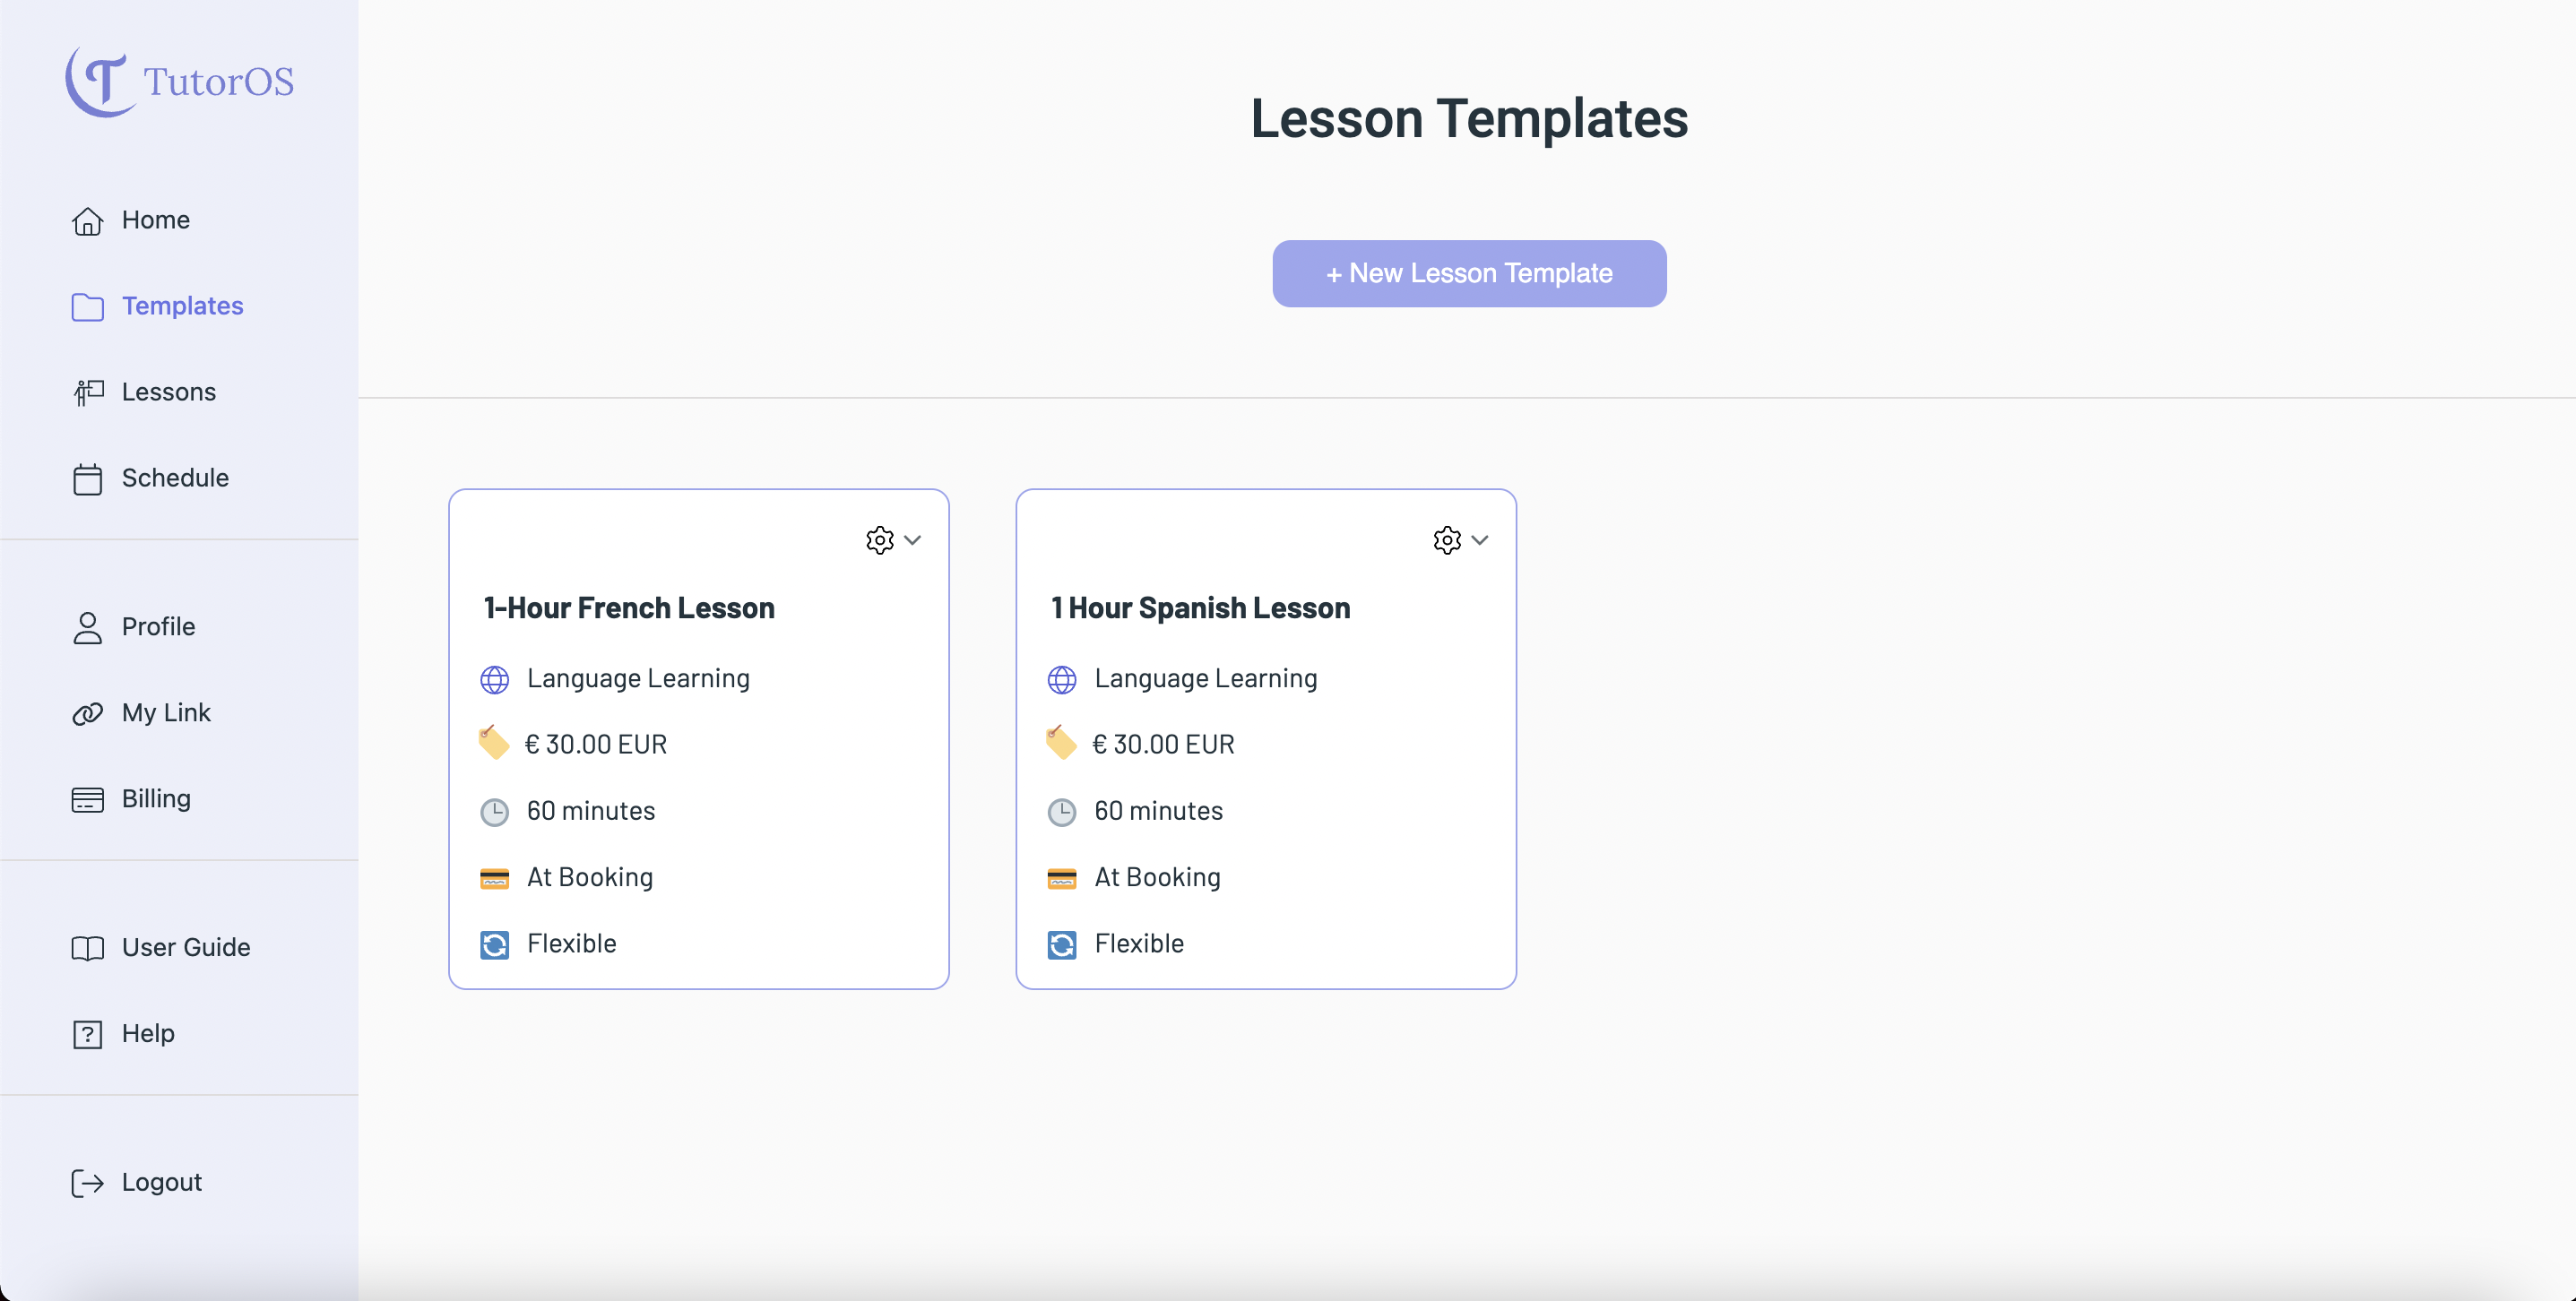 TutorOS
Home
Templates
Lessons
Schedule
Profile
My Link
Billing
User Guide
Help
Logout
Lesson Templates
+ New Lesson Template
1-Hour French Lesson
Language Learning
€ 30.00 EUR
60 minutes
At Booking
Flexible
1 Hour Spanish Lesson
Language Learning
€ 30.00 EUR
60 minutes
At Booking
Flexible